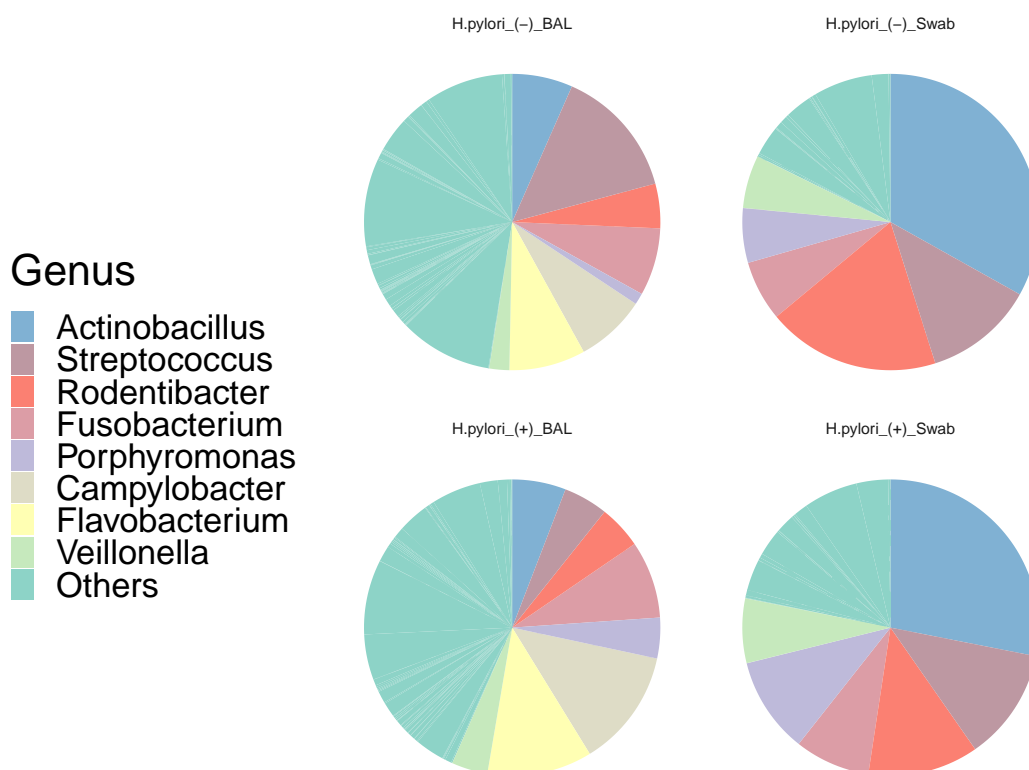 H.pylori_(−)_BAL
H.pylori_(−)_Swab
Genus
Actinobacillus
Streptococcus
Rodentibacter
Fusobacterium
Porphyromonas
Campylobacter
Flavobacterium
Veillonella
Others
H.pylori_(+)_BAL
H.pylori_(+)_Swab